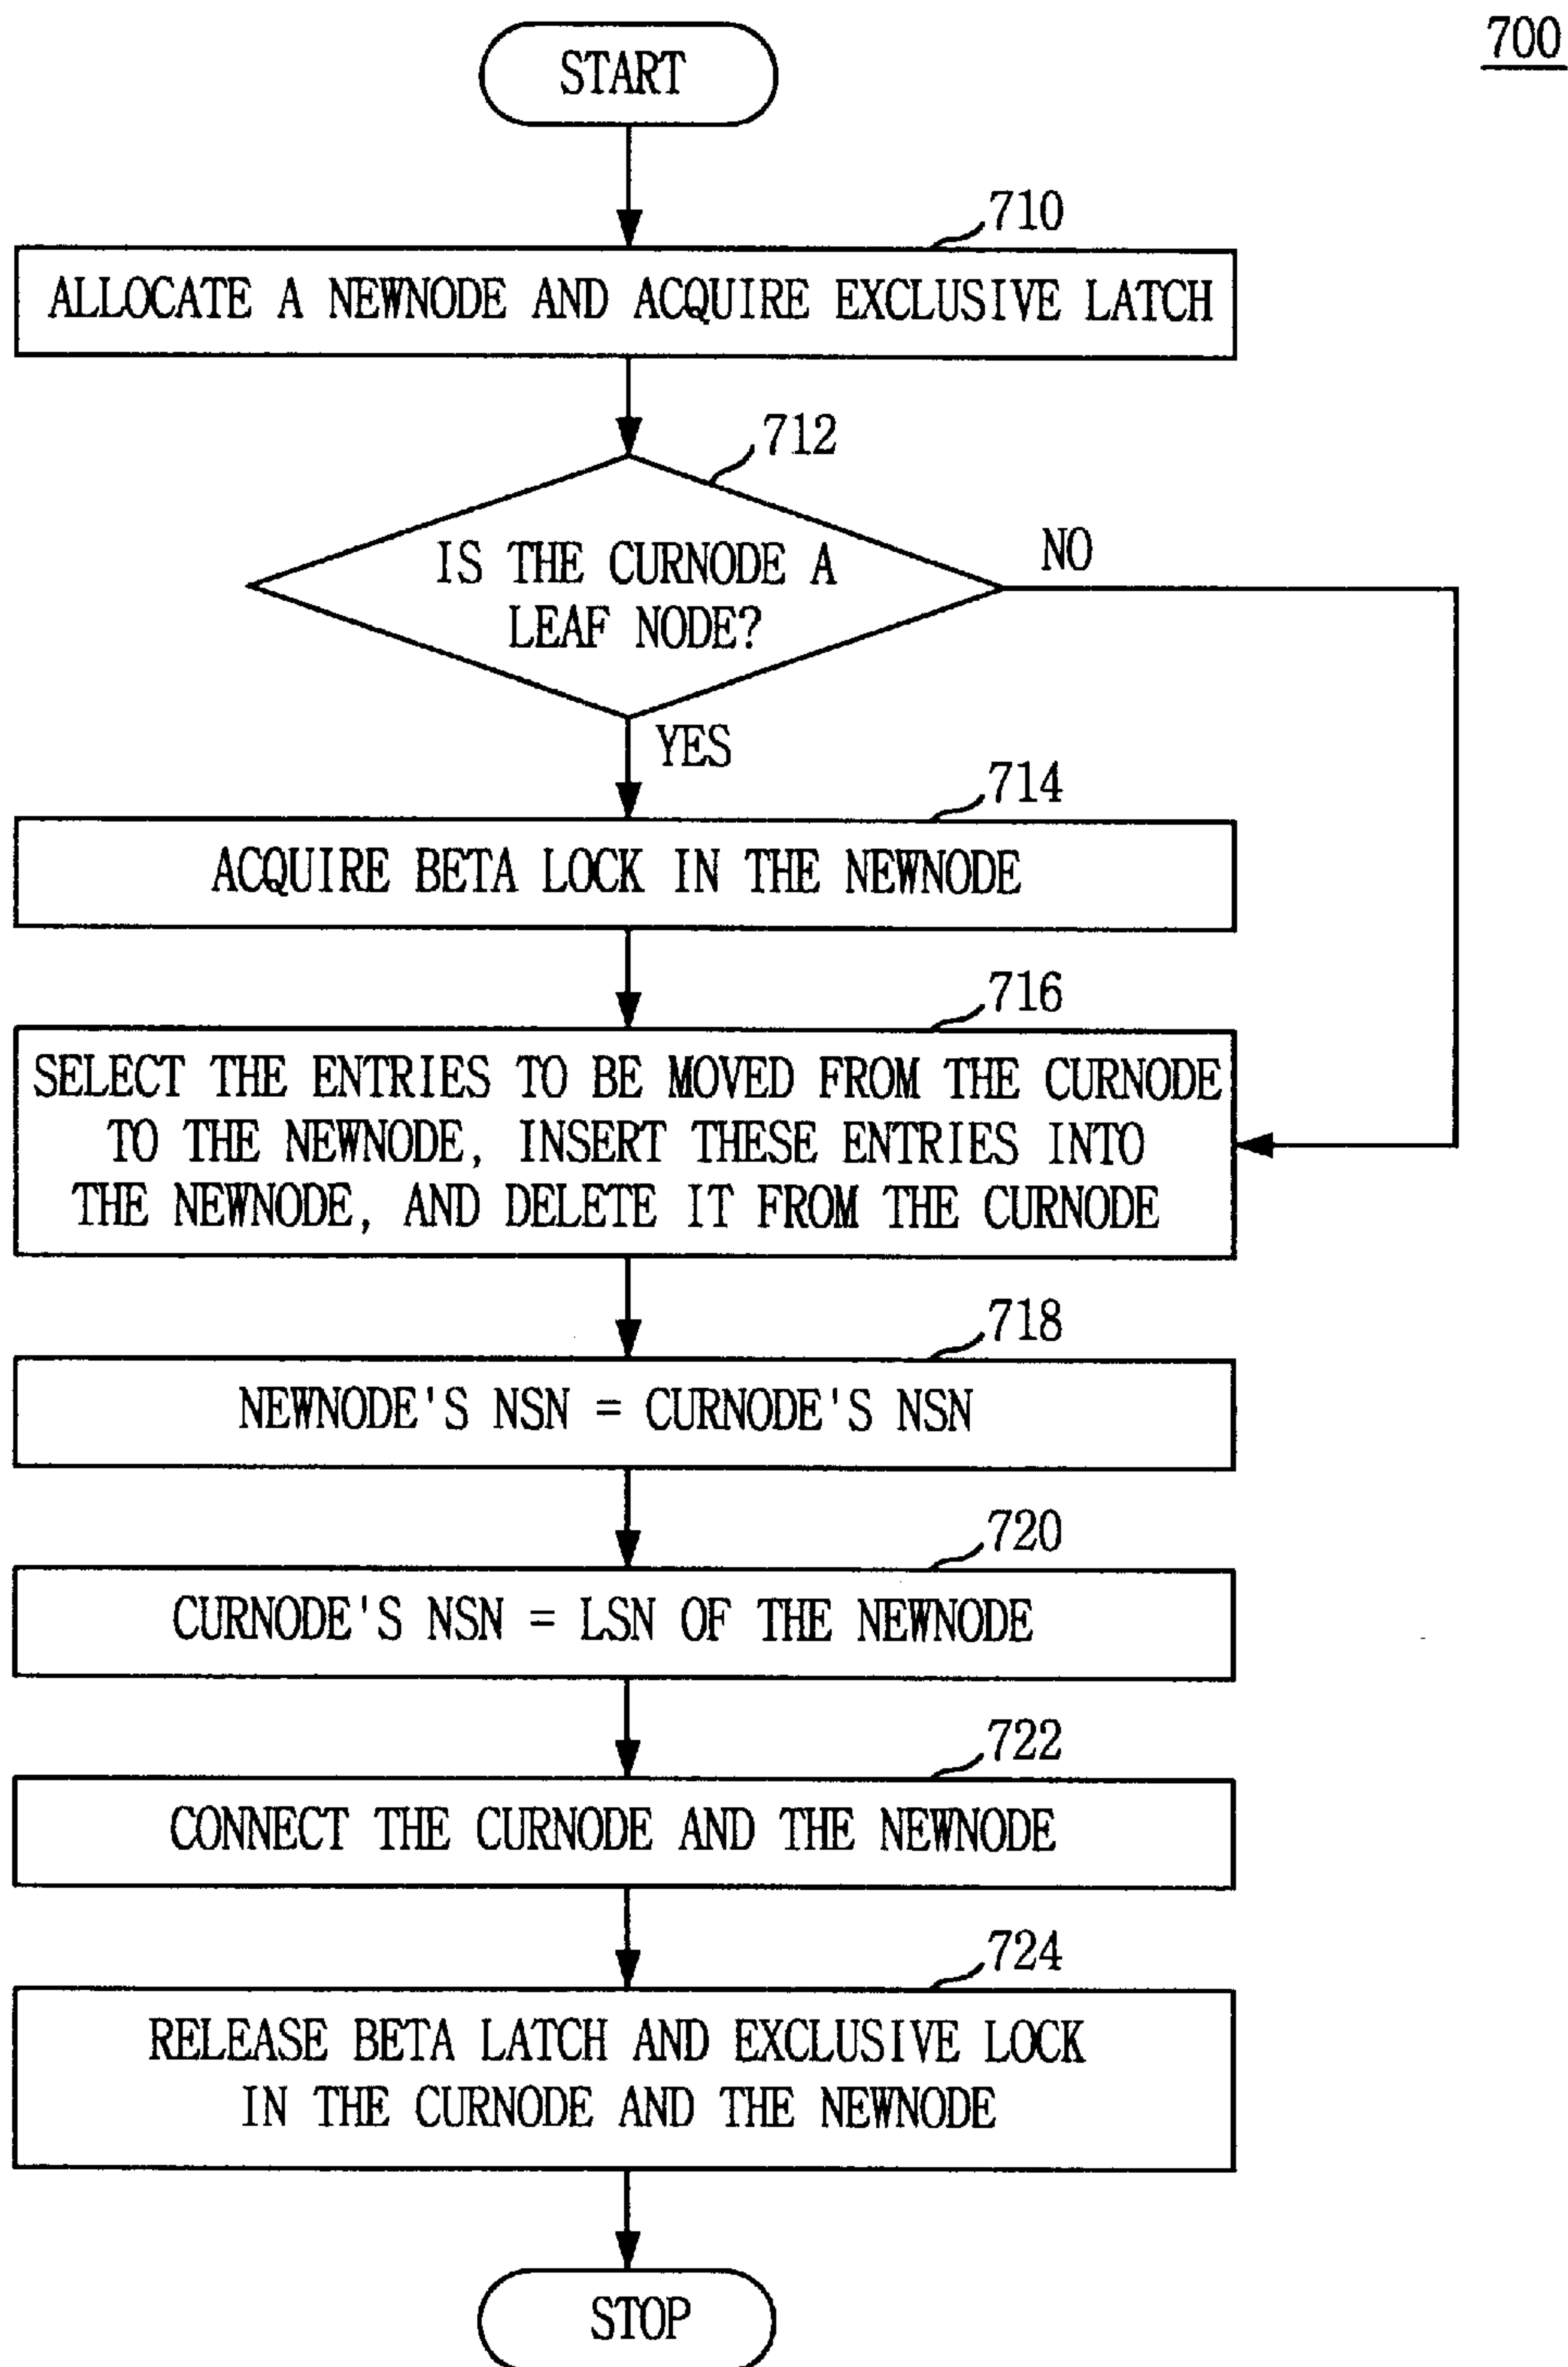 700
START
710
ALLOCATE A NEWNODE AND ACQUIRE EXCLUSIVE LATCH
712
IS THE CURNODE A
LEAF NODE?
NO
YES
714
ACQUIRE BETA LOCK IN THE NEWNODE
716
SELECT THE ENTRIES TO BE MOVED FROM THE CURNODE
TO THE NEWNODE, INSERT THESE ENTRIES INTO
THE NEWNODE, AND DELETE IT FROM THE CURNODE
718
NEWNODE'S NSN = CURNODE'S NSN
720
CURNODE'S NSN = LSN OF THE NEWNODE
722
CONNECT THE CURNODE AND THE NEWNODE
724
RELEASE BETA LATCH AND EXCLUSIVE LOCK
IN THE CURNODE AND THE NEWNODE
STOP